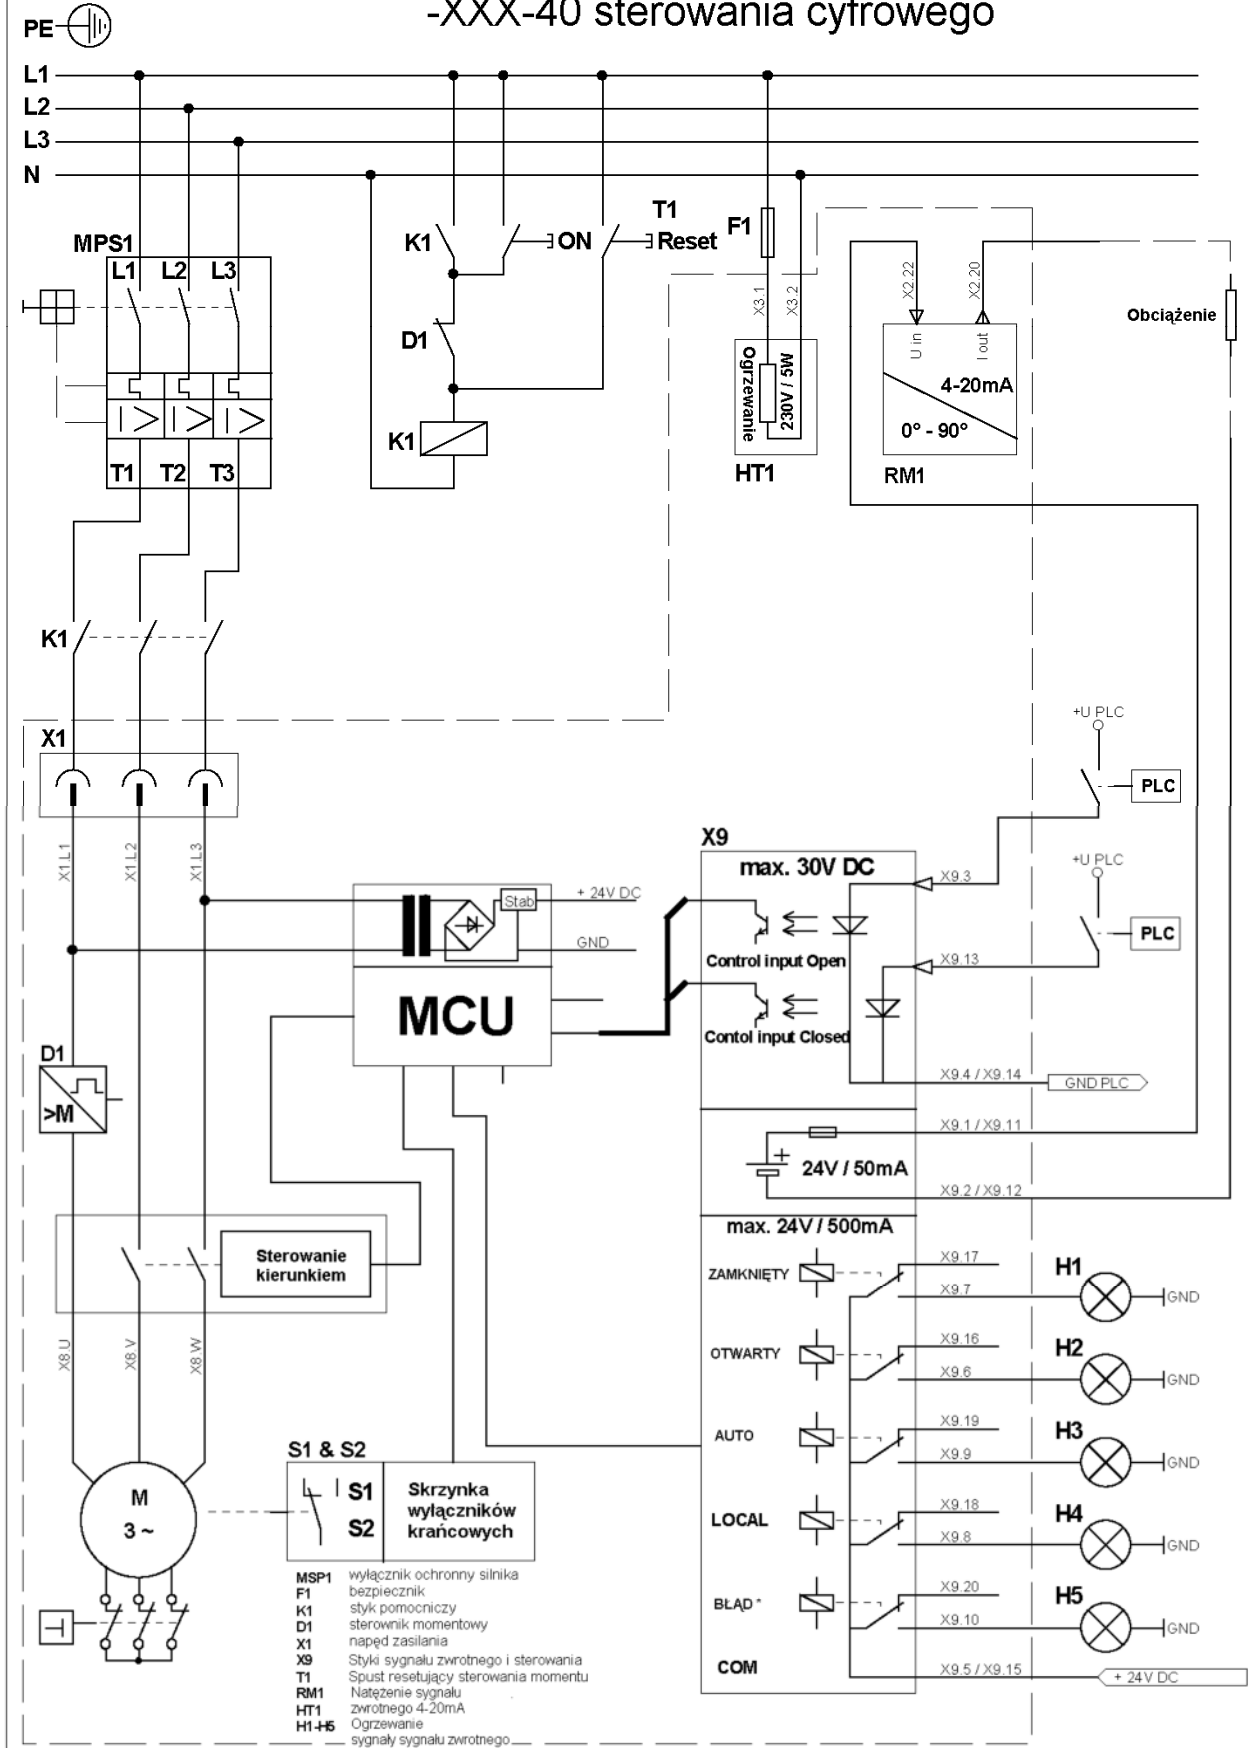 -XXX-40 sterowania cyfrowego
PE
L1
L2
L3
N
MPS1
L1 L2 L3
T1 T2 T3
K1
ON
T1
Reset
D1
K1
F1
X3.1
X3.2
Ogrzewanie
230V / 5W
HT1
X2.22
X2.20
U in
I out
4-20mA
0° - 90°
RM1
Obciążenie
K1
X1
X1.L1
X1.L2
X1.L3
+U PLC
PLC
+U PLC
PLC
Stab
+ 24V DC
GND
MCU
D1
>M
X9
max. 30V DC
Control input Open
Contol input Closed
X9.3
X9.13
X9.4 / X9.14
GND PLC
X9.1 / X9.11
24V / 50mA
X9.2 / X9.12
max. 24V / 500mA
Sterowanie
kierunkiem
X8.U
X8.V
X8.W
ZAMKNIĘTY
X9.17
X9.7
H1
GND
OTWARTY
X9.16
X9.6
H2
GND
AUTO
X9.19
X9.9
H3
GND
LOCAL
X9.18
X9.8
H4
GND
BŁĄD *
X9.20
X9.10
H5
GND
COM
X9.5 / X9.15
+ 24V DC
M
3 ~
S1 & S2
S1
S2
Skrzynka
wyłączników
krańcowych
MSP1 wyłącznik ochronny silnika
F1 bezpiecznik
K1 styk pomocniczy
D1 sterownik momentowy
X1 napęd zasilania
X9 Styki sygnału zwrotnego i sterowania
T1 Spust resetujący sterowania momentu
RM1 Natężenie sygnału
HT1 zwrotnego 4-20mA
H1-H5 Ogrzewanie
sygnały sygnału zwrotnego